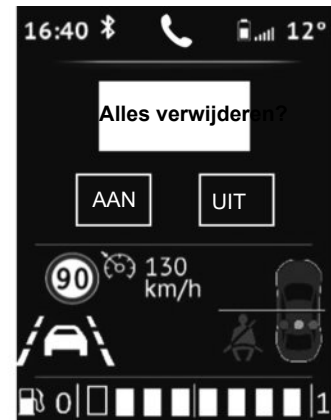 16:40 12°
Alles verwijderen?
AAN UIT
90 130
km/h
0 1